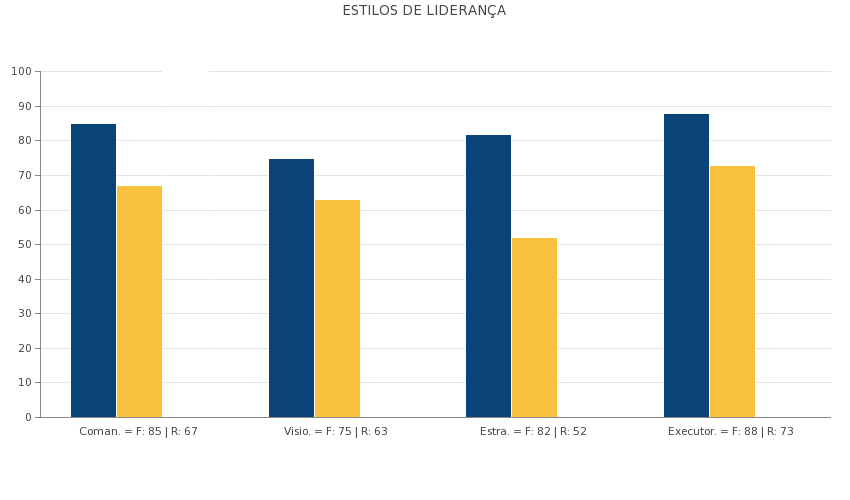 ESTILOS DE LIDERANÇA
100
90
80
70
60
50
40
30
20
10
0
Coman. = F: 85 | R: 67
Visio. = F: 75 | R: 63
Estra. = F: 82 | R: 52
Executor. = F: 88 | R: 73